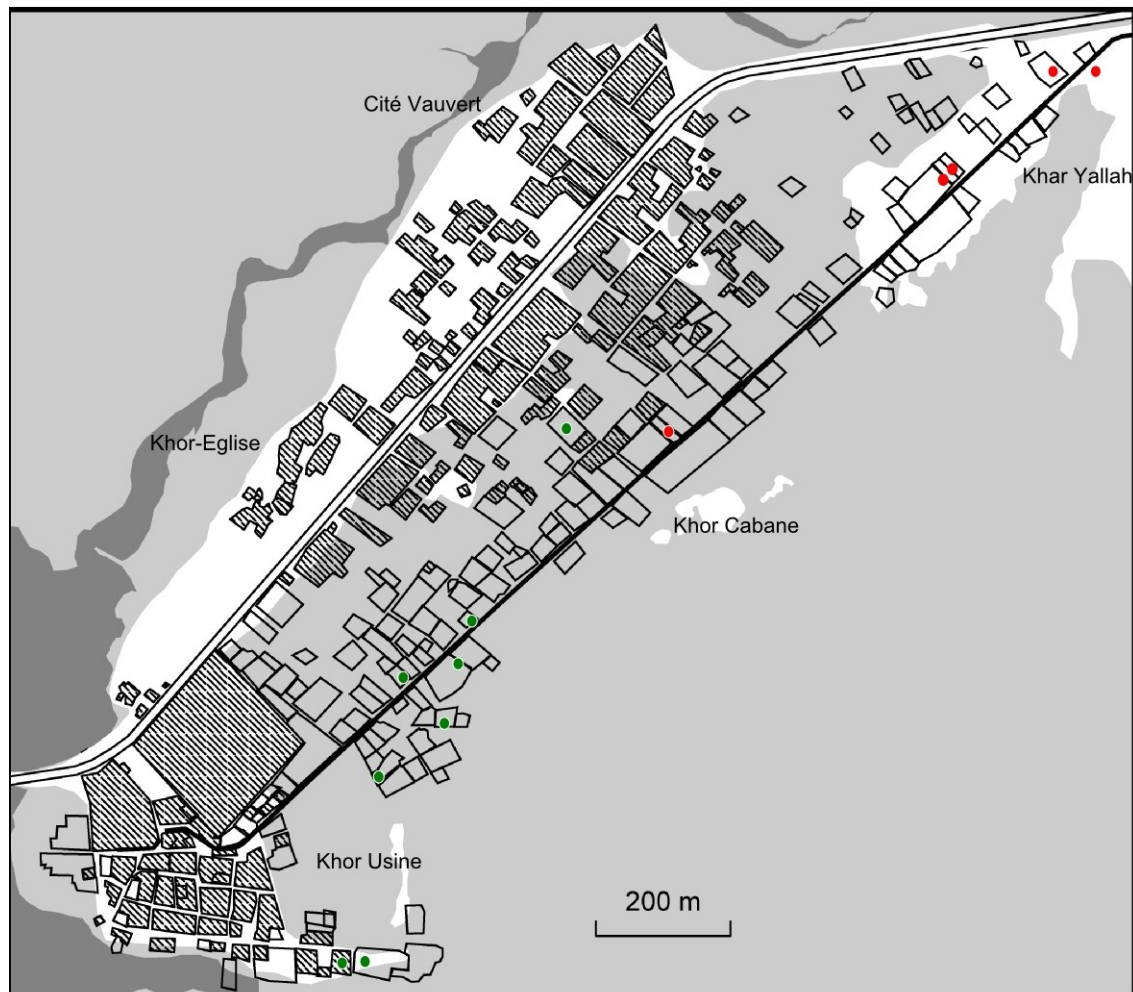 Cité Vauvert
Khar Yallah
Khor-Eglise
Khor Cabane
Khor Usine
200 m